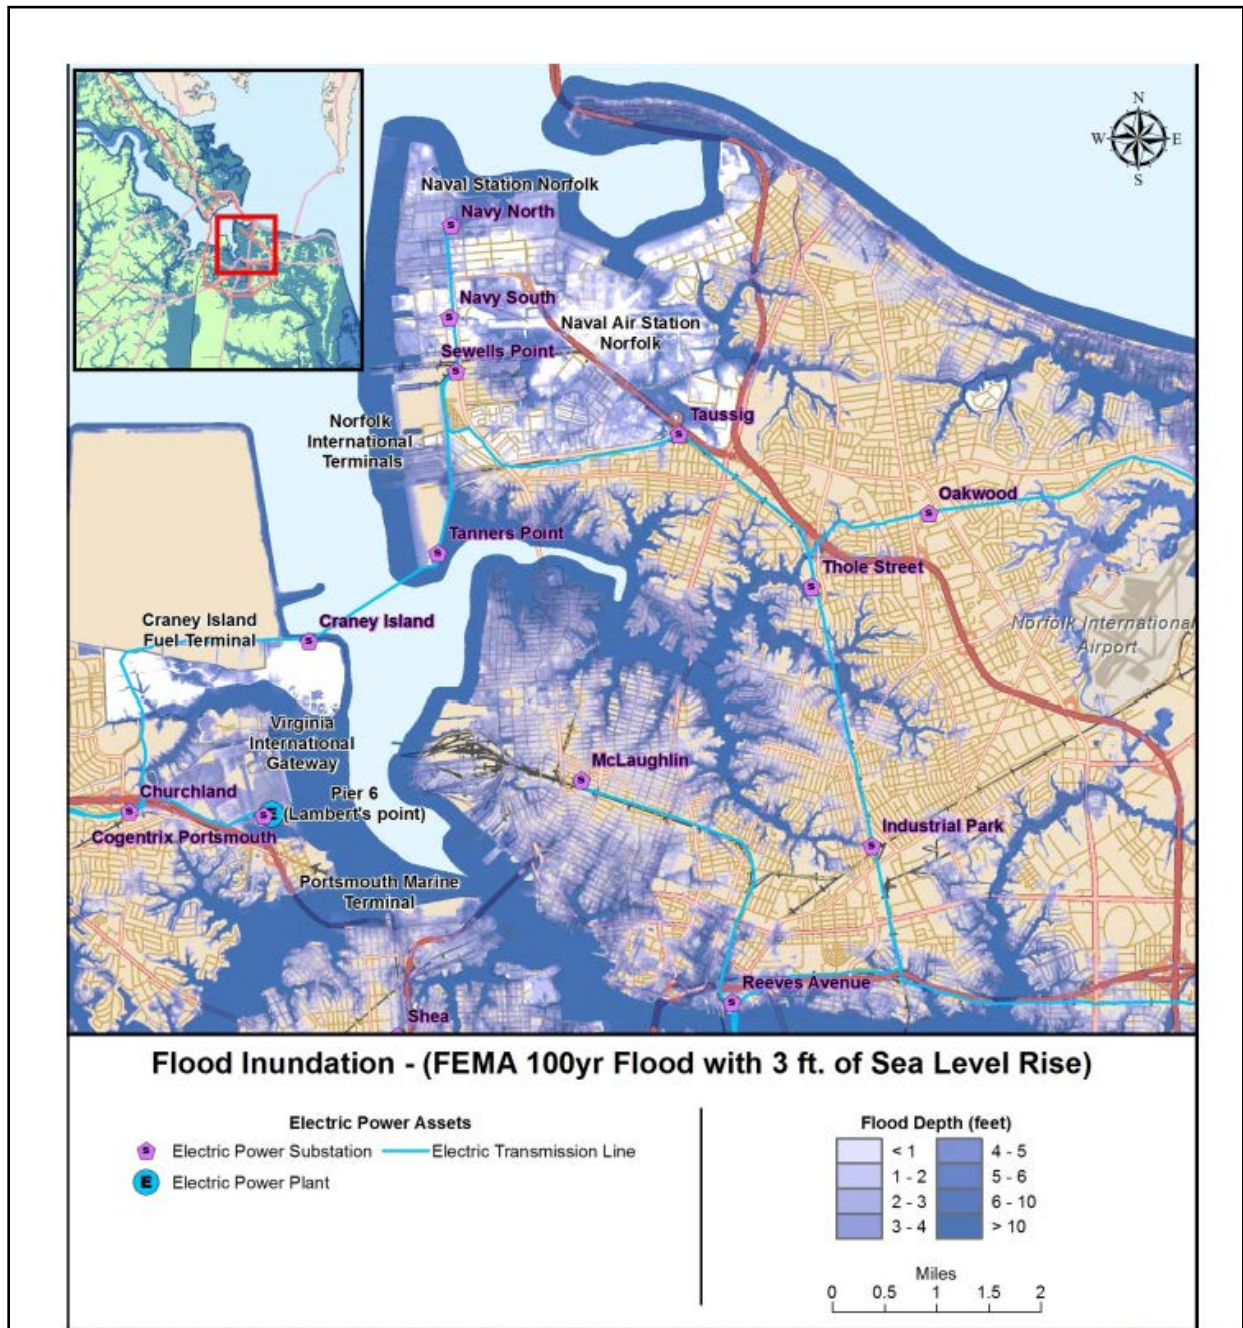 N
W
E
S
Naval Station Norfolk
Navy North
Navy South
Naval Air Station
Norfolk
Sewells Point
Taussig
Norfolk
International
Terminals
Oakwood
Tanners Point
Thole Street
Craney Island
Fuel Terminal
Craney Island
Norfolk International
Airport
Virginia
International
Gateway
McLaughlin
Churchland
Pier 6
(Lambert's point)
Cogentrix Portsmouth
Industrial Park
Portsmouth Marine
Terminal
Reeves Avenue
Shea
Flood Inundation - (FEMA 100yr Flood with 3 ft. of Sea Level Rise)
Electric Power Assets
S Electric Power Substation
Electric Transmission Line
E Electric Power Plant
Flood Depth (feet)
< 1
1 - 2
2 - 3
3 - 4
4 - 5
5 - 6
6 - 10
> 10
Miles
0 0.5 1 1.5 2